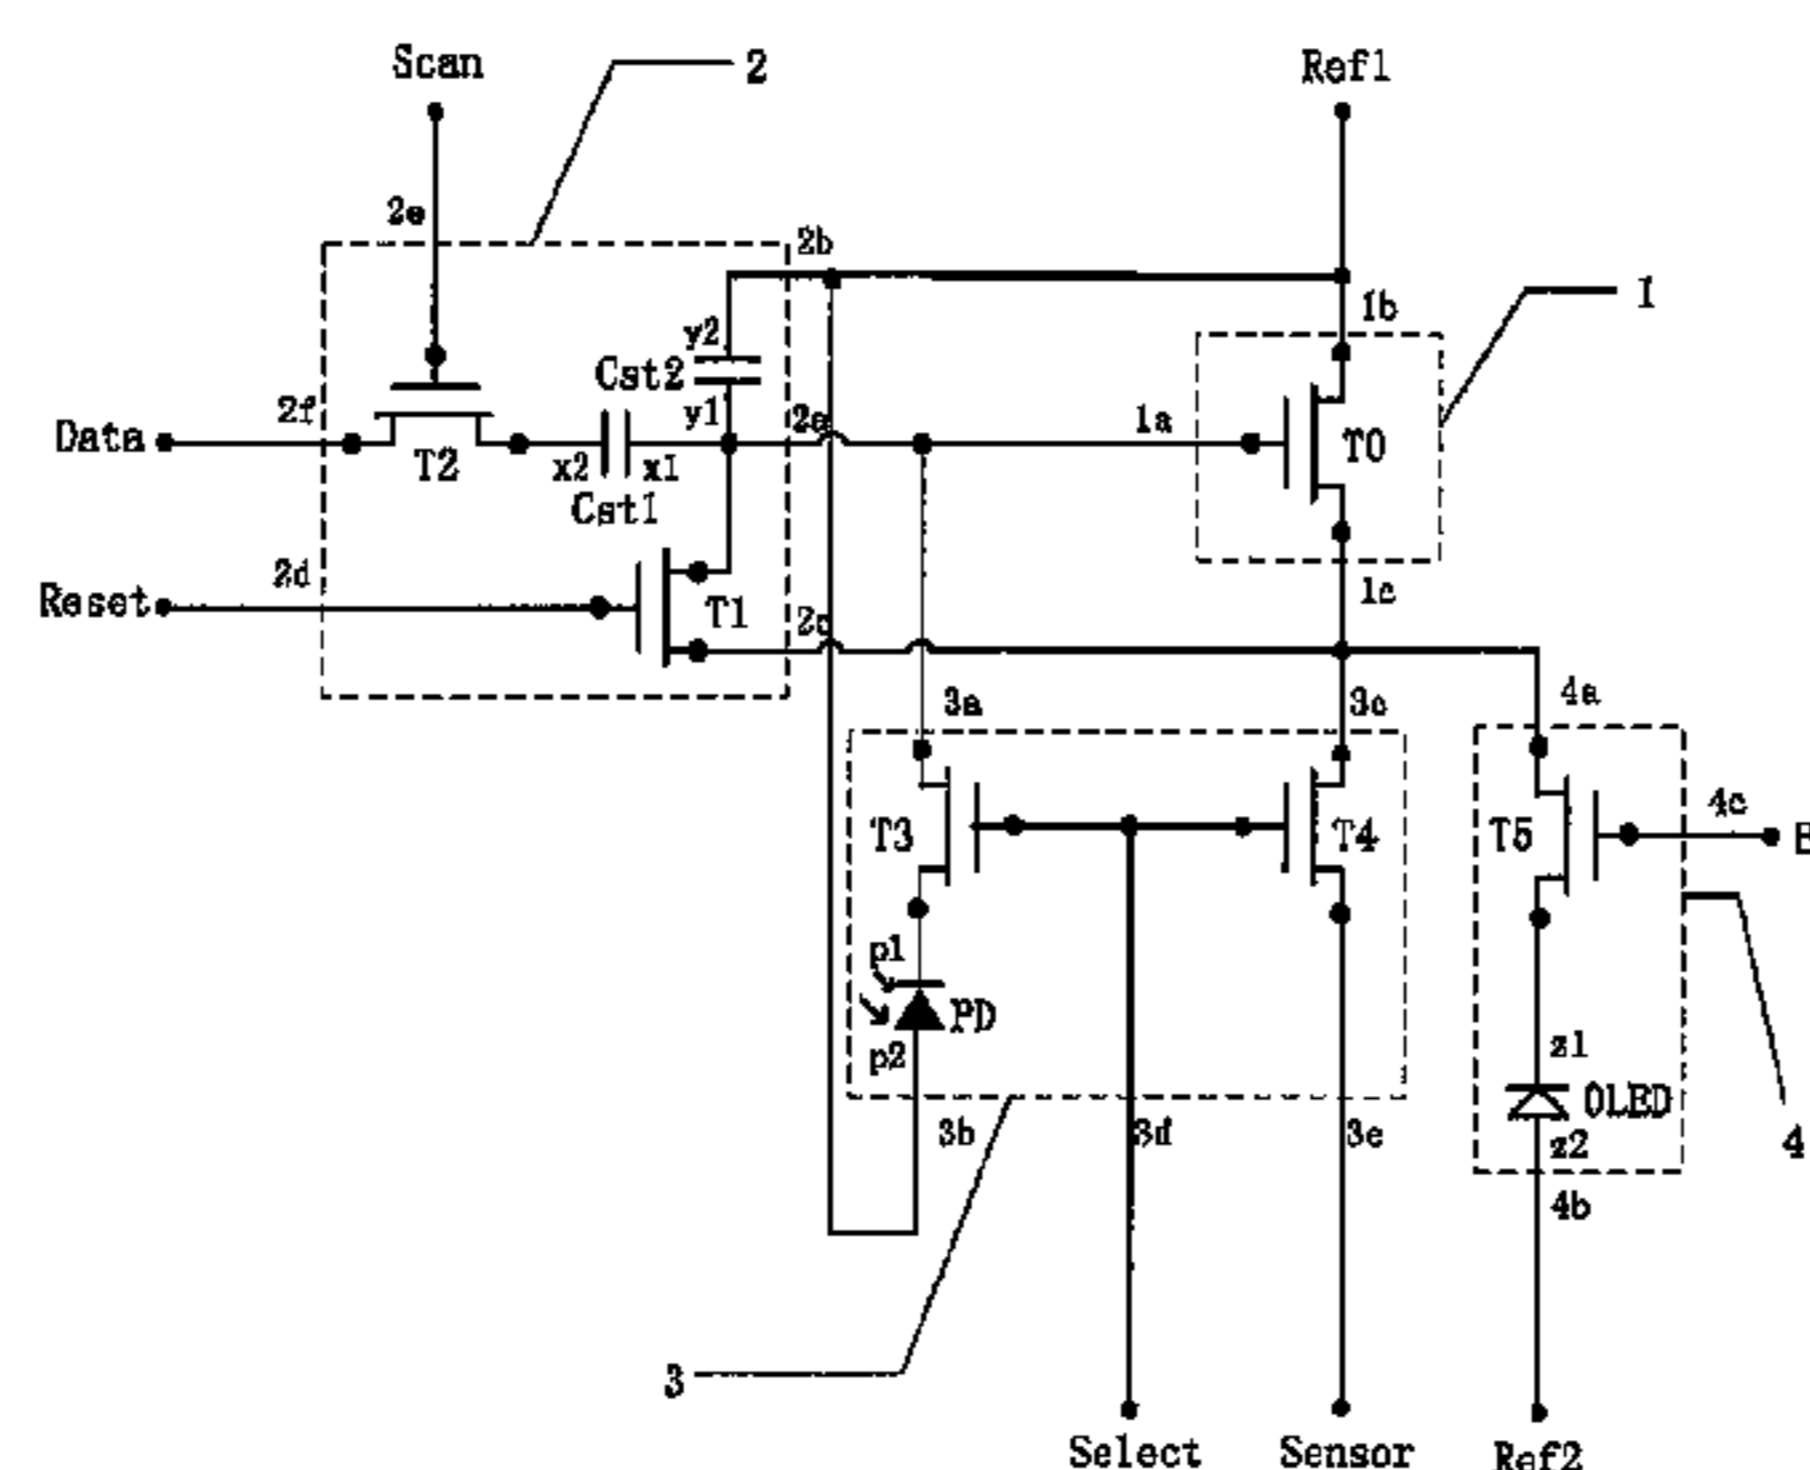 Scan
2
Ref1
2e
2b
1b
1
y2
Cst2
y1
2f
2a
1a
Data
T2
x2
x1
T0
Cst1
2d
1c
Reset
T1
2c
3a
3c
4a
4c
T3
T4
T5
E
p1
PD
z1
p2
OLED
3b
3d
3e
z2
4
4b
3
Select
Sensor
Ref2